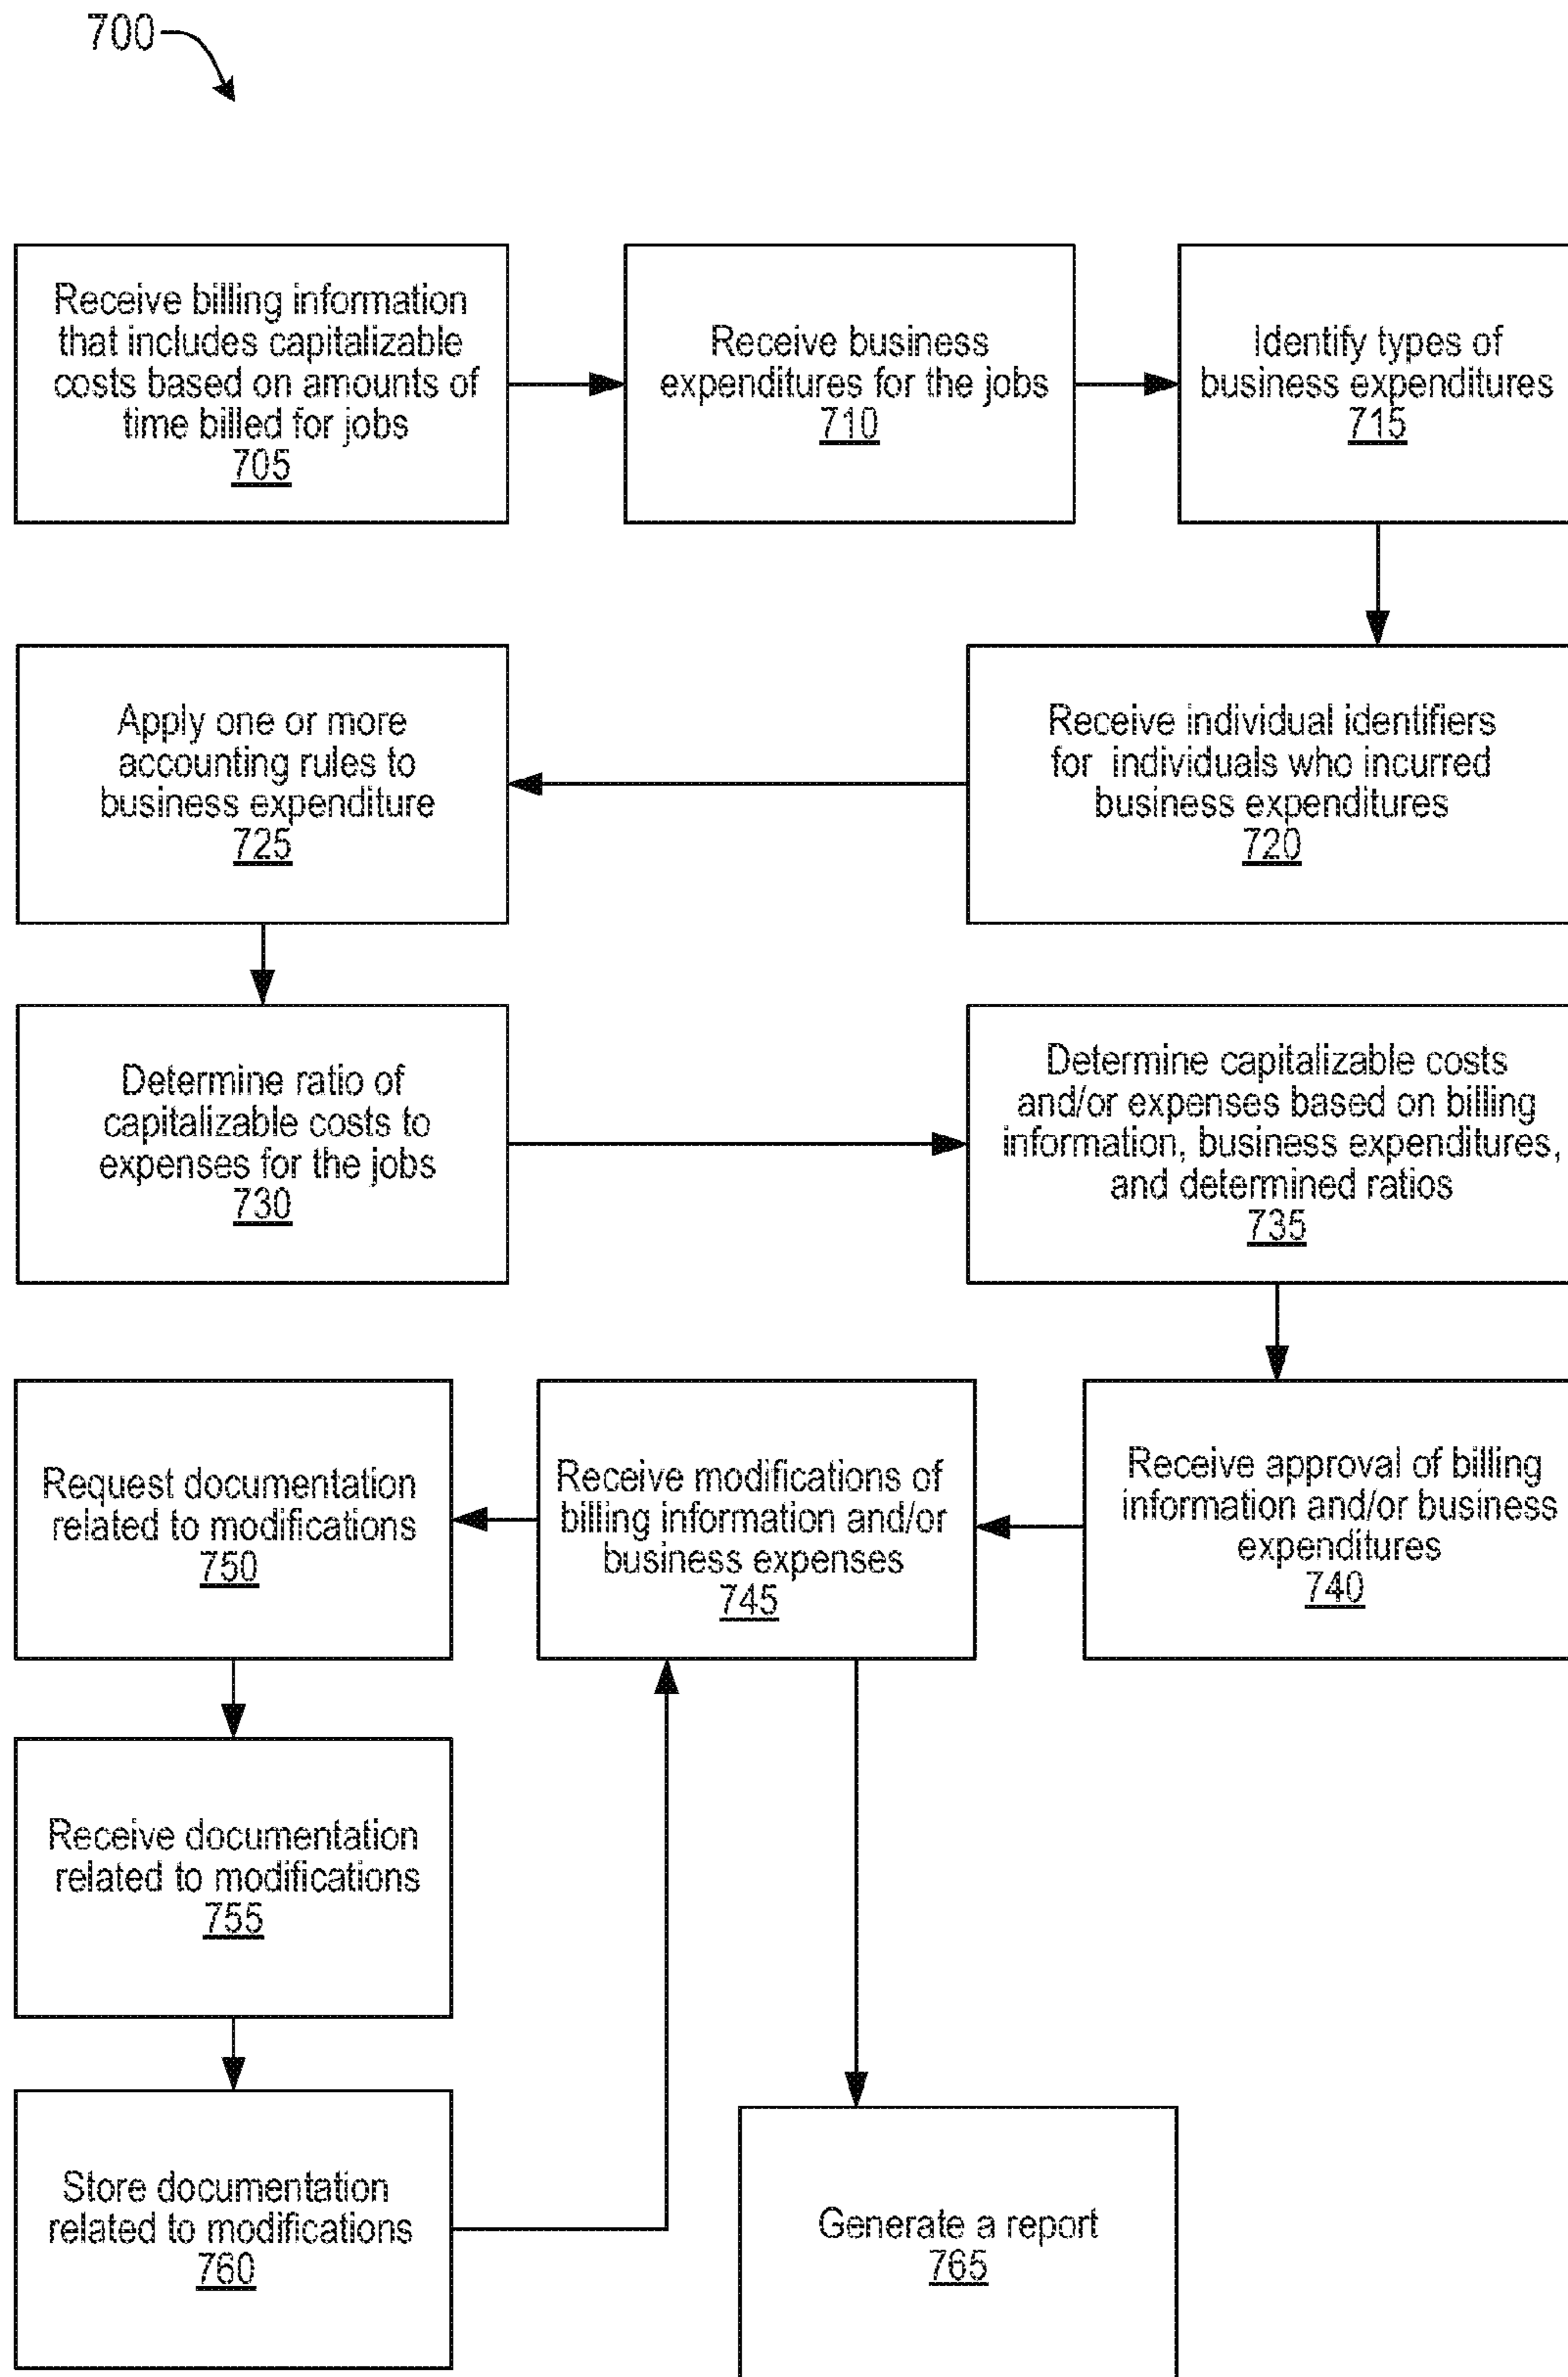 700
Receive billing information
that includes capitalizable
costs based on amounts of
time billed for jobs
705
Receive business
expenditures for the jobs
710
Identify types of
business expenditures
715
Apply one or more
accounting rules to
business expenditure
725
Receive individual identifiers
for individuals who incurred
business expenditures
720
Determine ratio of
capitalizable costs to
expenses for the jobs
730
Determine capitalizable costs
and/or expenses based on billing
information, business expenditures,
and determined ratios
735
Request documentation
related to modifications
750
Receive modifications of
billing information and/or
business expenses
745
Receive approval of billing
information and/or business
expenditures
740
Receive documentation
related to modifications
755
Store documentation
related to modifications
760
Generate a report
765